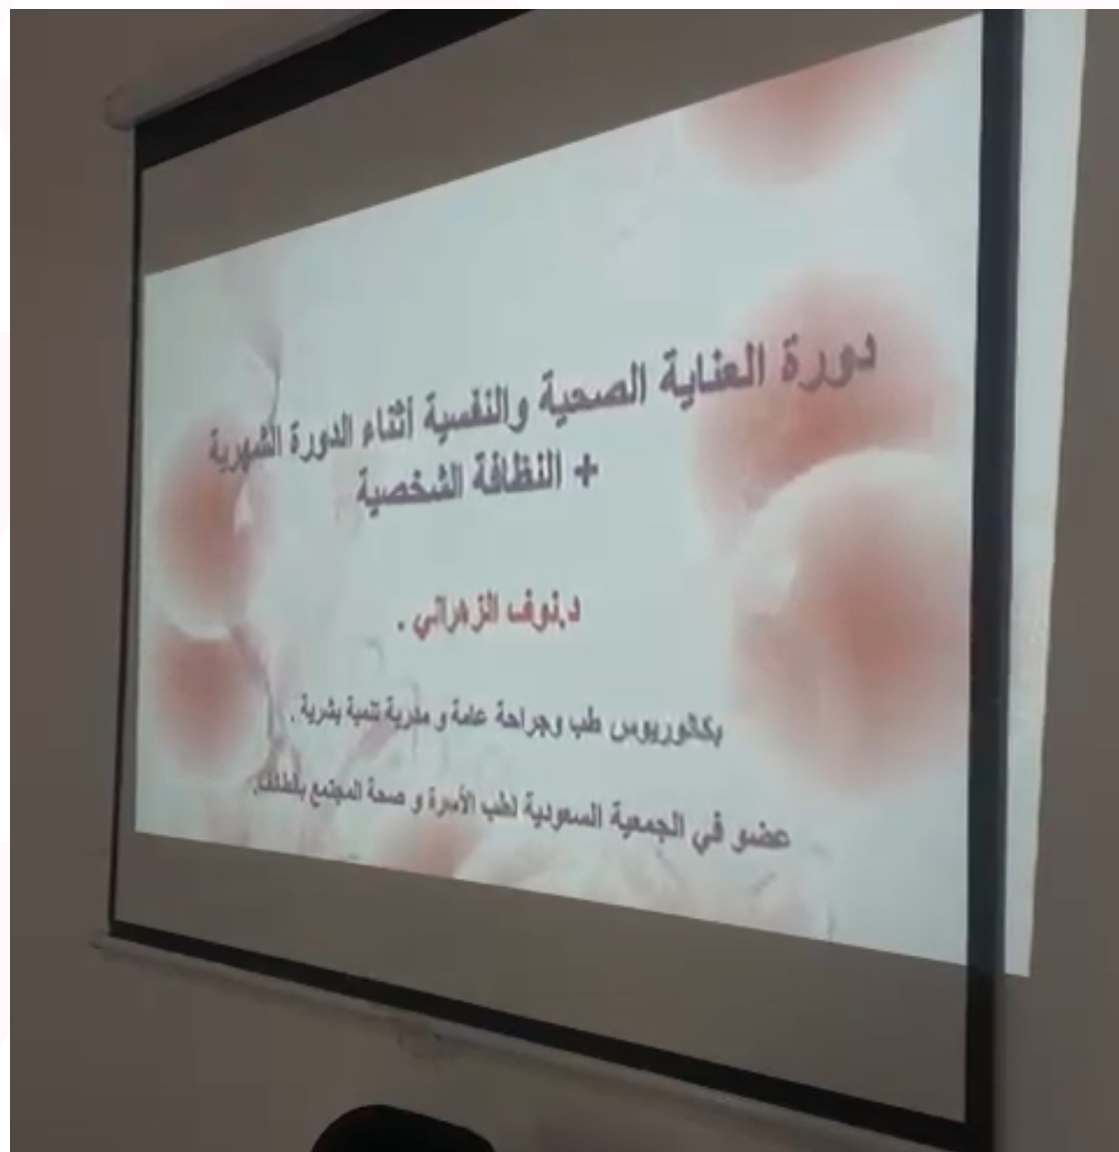 دورة العناية الصحية والنفسية أثناء الدورة الشهرية
+ النظافة الشخصية
د.نوف الزهراني .
بكالوريوس طب وجراحة عامة و مدربة تنمية بشرية .
عضو في الجمعية السعودية لطب الأسرة و صحة المجتمع بالطائف.